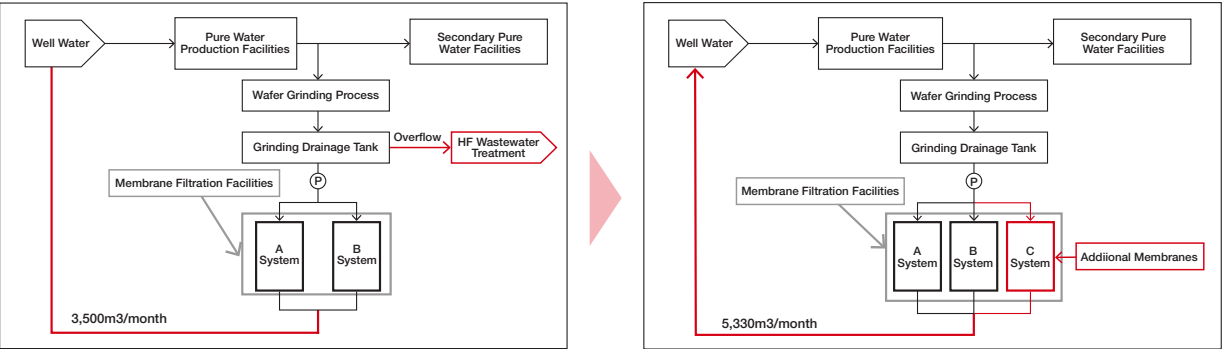 Well Water
Pure Water
Production Facilities
Secondary Pure
Water Facilities
Wafer Grinding Process
Grinding Drainage Tank
Overflow
HF Wastewater
Treatment
P
Membrane Filtration Facilities
A
System
B
System
3,500m3/month
Well Water
Pure Water
Production Facilities
Secondary Pure
Water Facilities
Wafer Grinding Process
Grinding Drainage Tank
P
Membrane Filtration Facilities
A
System
B
System
C
System
Addiional Membranes
5,330m3/month